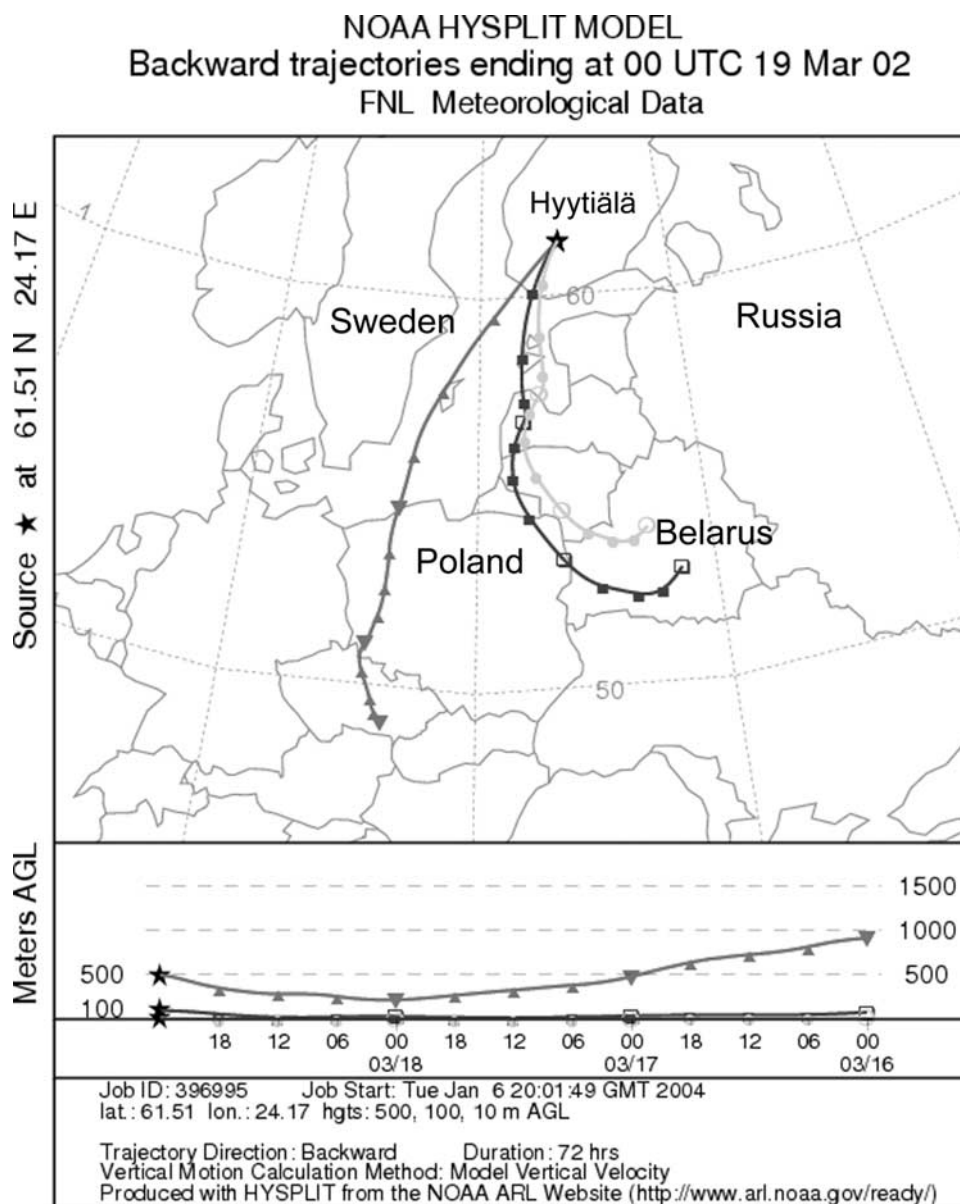 NOAA HYSPLIT MODEL
Backward trajectories ending at 00 UTC 19 Mar 02
FNL Meteorological Data
Source ★ at 61.51 N 24.17 E
Hyytiälä
60
Sweden
Russia
Belarus
Poland
50
Meters AGL
1500
1000
500
500
100
18 12 06 00 18 12 06 00 18 12 06 00
03/18 03/17 03/16
Job ID: 396995 Job Start: Tue Jan 6 20:01:49 GMT 2004
lat.: 61.51 lon.: 24.17 hgts: 500, 100, 10 m AGL
Trajectory Direction: Backward Duration: 72 hrs
Vertical Motion Calculation Method: Model Vertical Velocity
Produced with HYSPLIT from the NOAA ARL Website (http://www.arl.noaa.gov/ready/)